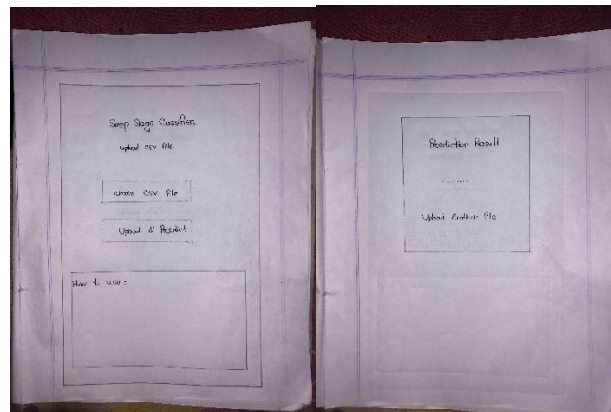 Sleep Stage Classifier
upload csv file
choose csv file
Upload & Predict
How to use :
Prediction Result
........
Upload Another file